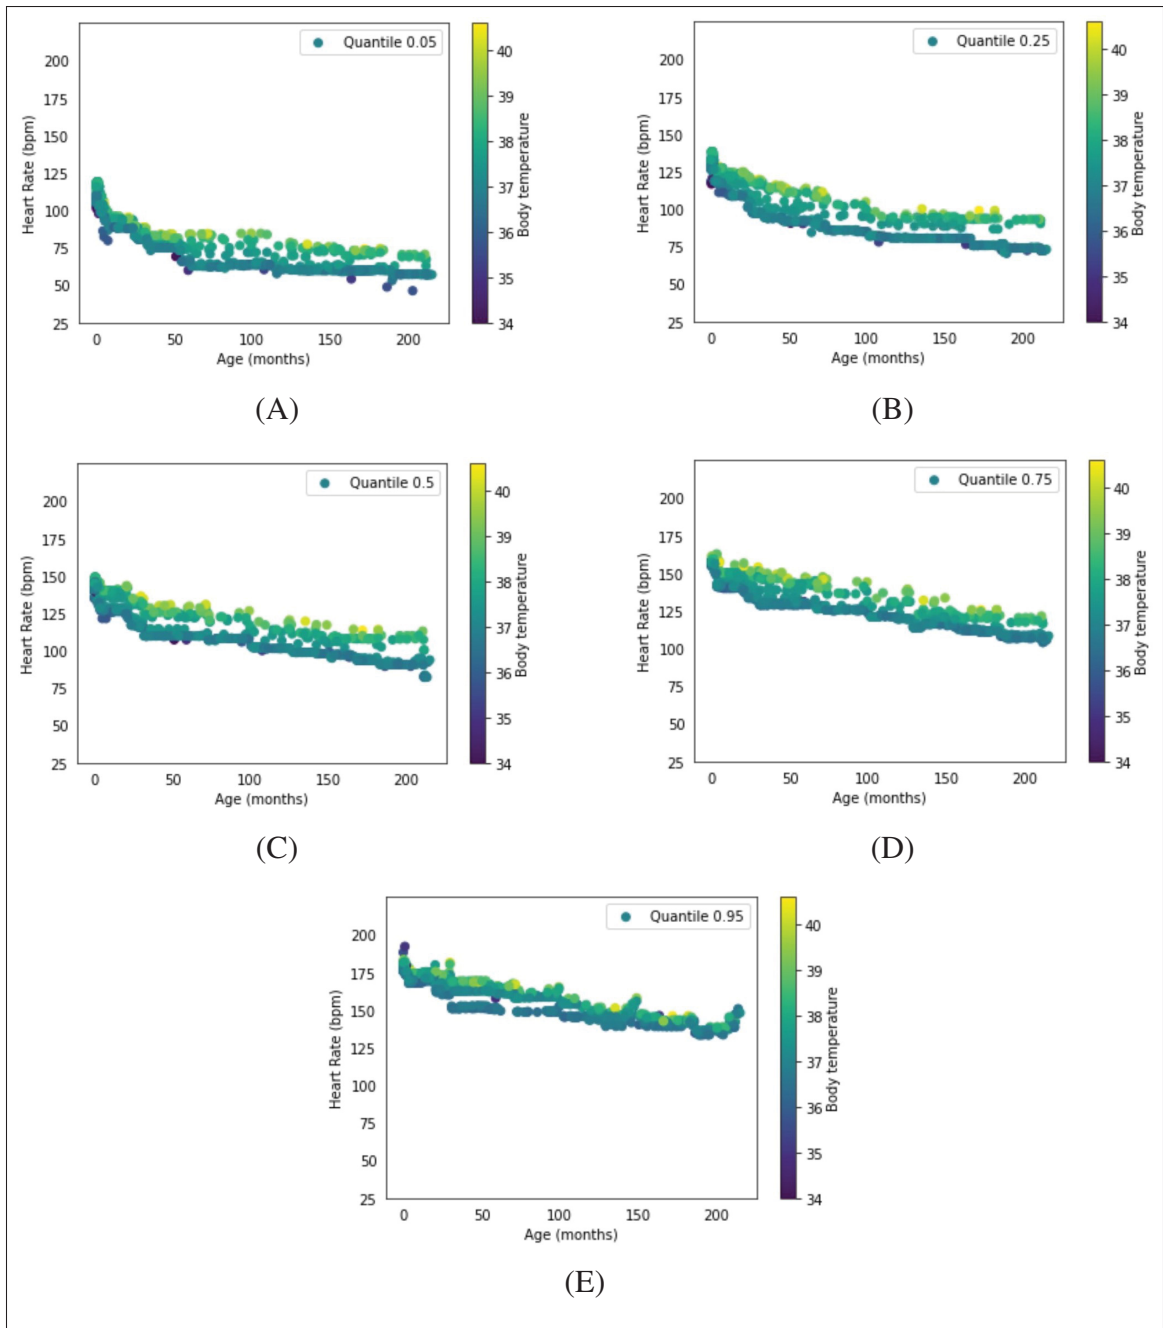 Quantile 0.05
200
175
150
125
100
75
50
25
Heart Rate (bpm)
0 50 100 150 200
Age (months)
40
39
38
37
36
35
34
Body temperature
(A)
Quantile 0.25
200
175
150
125
100
75
50
25
Heart Rate (bpm)
0 50 100 150 200
Age (months)
40
39
38
37
36
35
34
Body temperature
(B)
Quantile 0.5
200
175
150
125
100
75
50
25
Heart Rate (bpm)
0 50 100 150 200
Age (months)
40
39
38
37
36
35
34
Body temperature
(C)
Quantile 0.75
200
175
150
125
100
75
50
25
Heart Rate (bpm)
0 50 100 150 200
Age (months)
40
39
38
37
36
35
34
Body temperature
(D)
Quantile 0.95
200
175
150
125
100
75
50
25
Heart Rate (bpm)
0 50 100 150 200
Age (months)
40
39
38
37
36
35
34
Body temperature
(E)